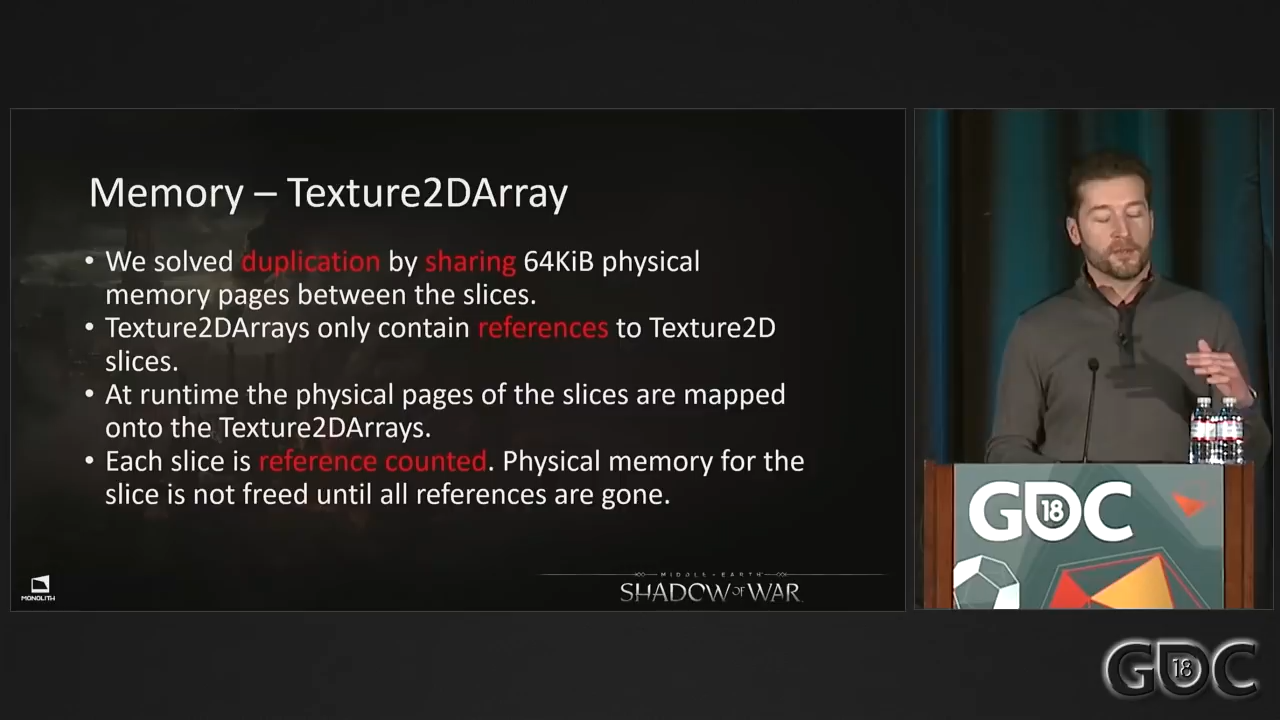 Memory – Texture2DArray
• We solved duplication by sharing 64KiB physical
memory pages between the slices.
• Texture2DArrays only contain references to Texture2D
slices.
• At runtime the physical pages of the slices are mapped
onto the Texture2DArrays.
• Each slice is reference counted. Physical memory for the
slice is not freed until all references are gone.
MONOLITH
MIDDLE-EARTH
SHADOW OF WAR
GDC 18
GDC 18